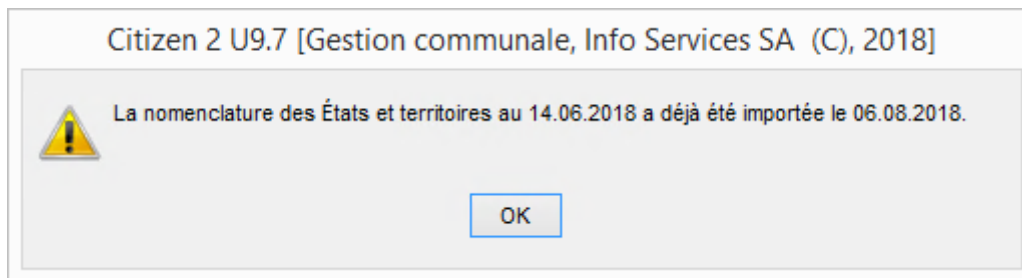 Citizen 2 U9.7 [Gestion communale, Info Services SA (C), 2018]
La nomenclature des États et territoires au 14.06.2018 a déjà été importée le 06.08.2018.
OK